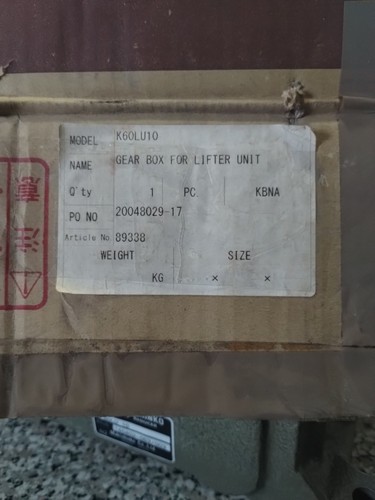 MODEL K60LU10
NAME GEAR BOX FOR LIFTER UNIT
Q'ty 1 PC. KBNA
PO NO 20048029-17
Article No 89338
WEIGHT SIZE
KG × ×
注